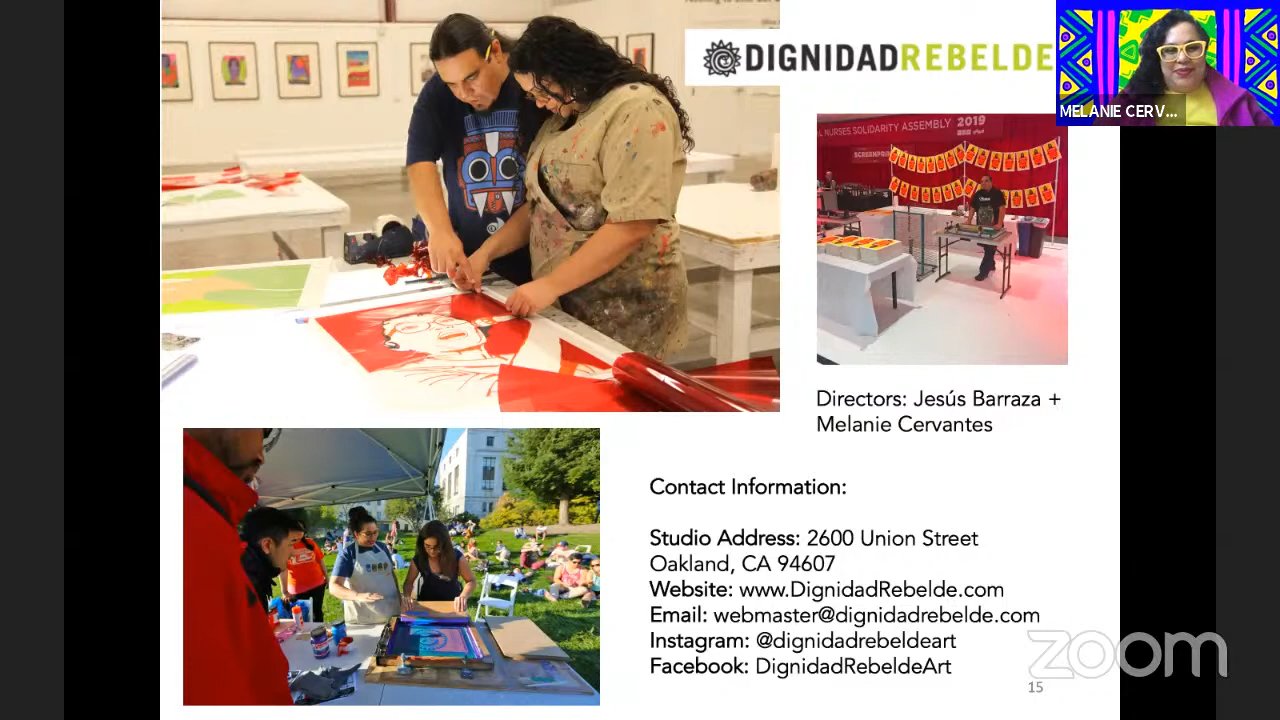 DIGNIDADREBELDE
MELANIE CERV...
NURSES SOLIDARITY ASSEMBLY 2019
Directors: Jesús Barraza +
Melanie Cervantes
Contact Information:
Studio Address: 2600 Union Street
Oakland, CA 94607
Website: www.DignidadRebelde.com
Email: webmaster@dignidadrebelde.com
Instagram: @dignidadrebeldeart
Facebook: DignidadRebeldeArt
zoom
15